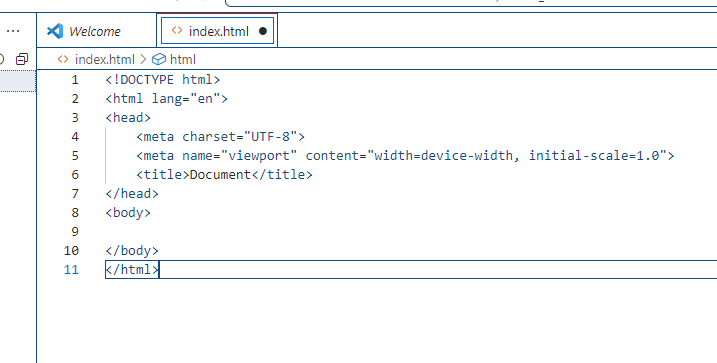 Welcome
index.html
index.html > html
1 <!DOCTYPE html>
2 <html lang="en">
3 <head>
4     <meta charset="UTF-8">
5     <meta name="viewport" content="width=device-width, initial-scale=1.0">
6     <title>Document</title>
7 </head>
8 <body>
9
10 </body>
11 </html>